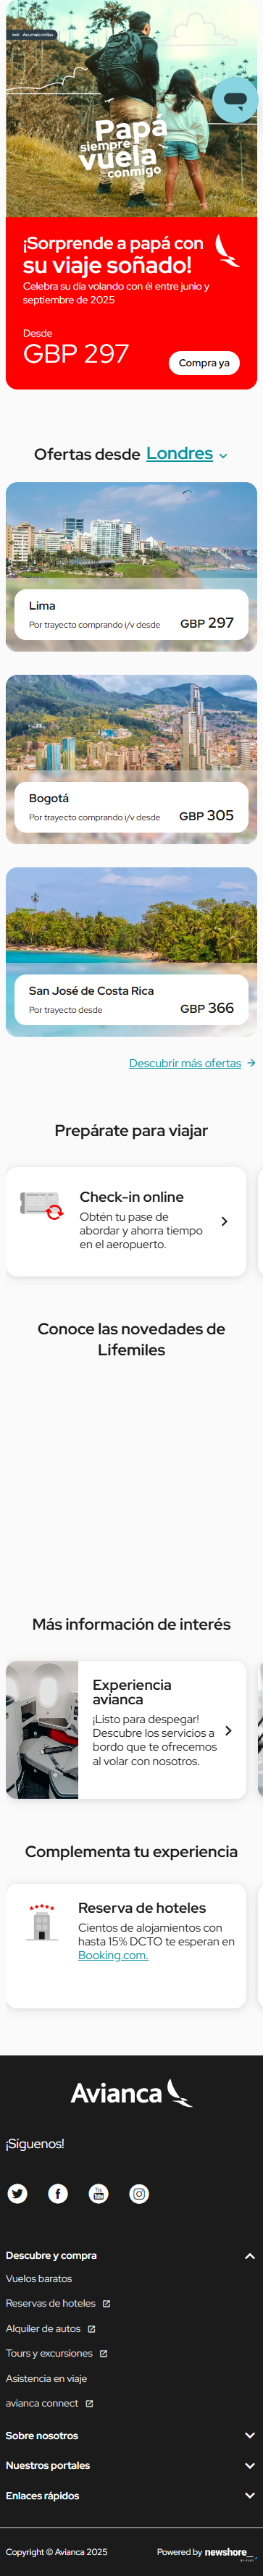 Papá
siempre
vuela
conmigo
¡Sorprende a papá con
su viaje soñado!
Celebra su día volando con él entre junio y
septiembre de 2025
Desde
GBP 297
Compra ya
Ofertas desde Londres
Lima
Por trayecto comprando i/v desde GBP 297
Bogotá
Por trayecto comprando i/v desde GBP 305
San José de Costa Rica
Por trayecto desde GBP 366
Descubrir más ofertas
Prepárate para viajar
Check-in online
Obtén tu pase de
abordar y ahorra tiempo
en el aeropuerto.
Conoce las novedades de
Lifemiles
Más información de interés
Experiencia
avianca
¡Listo para despegar!
Descubre los servicios a
bordo que te ofrecemos
al volar con nosotros.
Complementa tu experiencia
Reserva de hoteles
Cientos de alojamientos con
hasta 15% DCTO te esperan en
Booking.com.
Avianca
¡Síguenos!
Descubre y compra
Vuelos baratos
Reservas de hoteles
Alquiler de autos
Tours y excursiones
Asistencia en viaje
avianca connect
Sobre nosotros
Nuestros portales
Enlaces rápidos
Copyright © Avianca 2025 Powered by newshore_